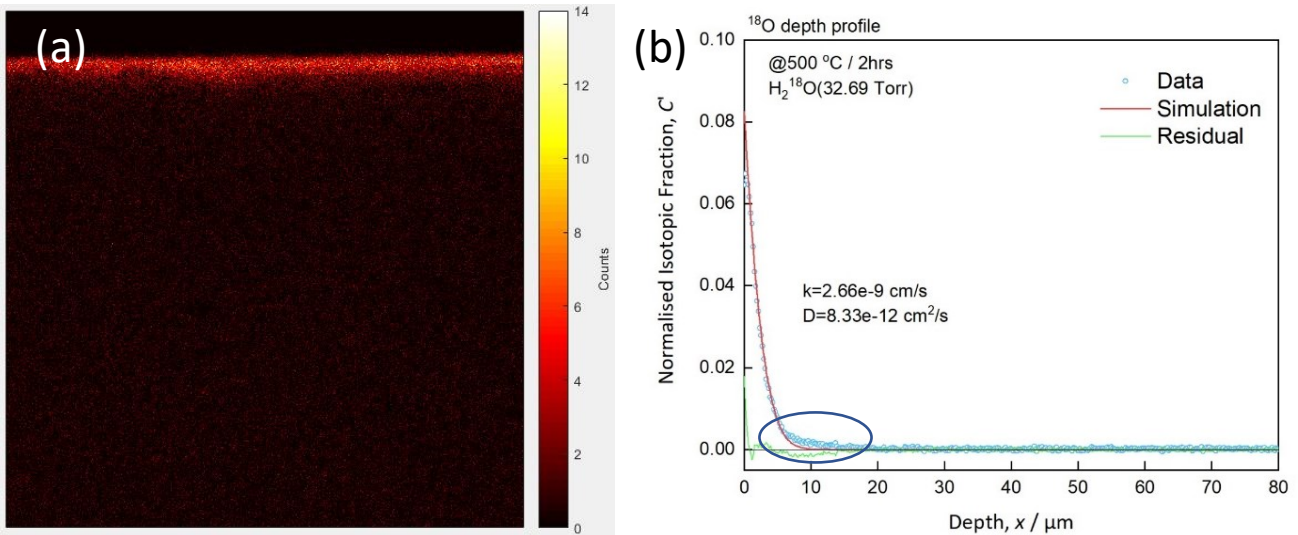 (a)
14
12
10
8
6
4
2
0
Counts
(b)
¹⁸O depth profile
@500 °C / 2hrs
H₂¹⁸O(32.69 Torr)
Data
Simulation
Residual
k=2.66e-9 cm/s
D=8.33e-12 cm²/s
Normalised Isotopic Fraction, C'
0.10
0.08
0.06
0.04
0.02
0.00
0 10 20 30 40 50 60 70 80
Depth, x / μm